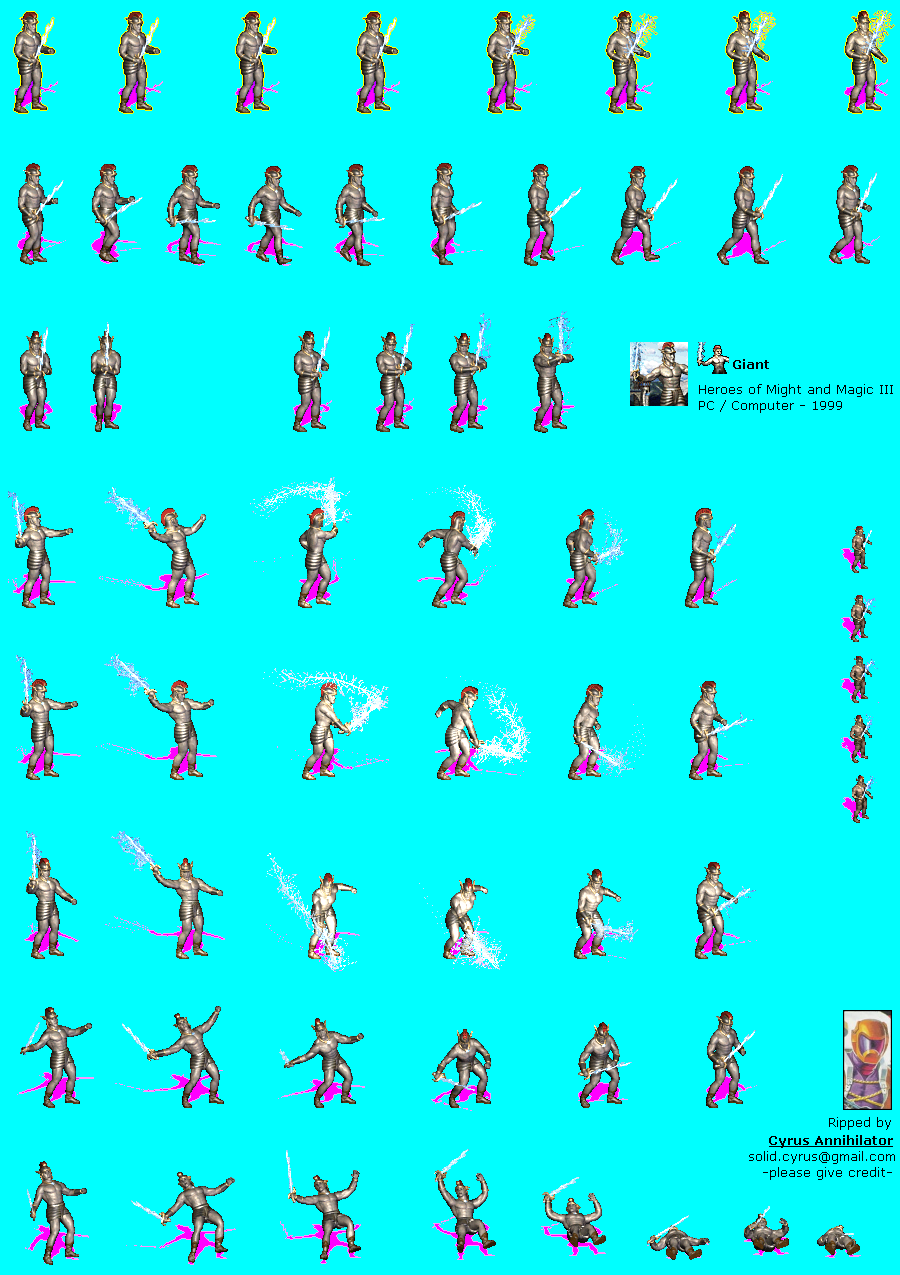 Giant
Heroes of Might and Magic III
PC / Computer - 1999
Ripped by
Cyrus Annihilator
solid.cyrus@gmail.com
-please give credit-